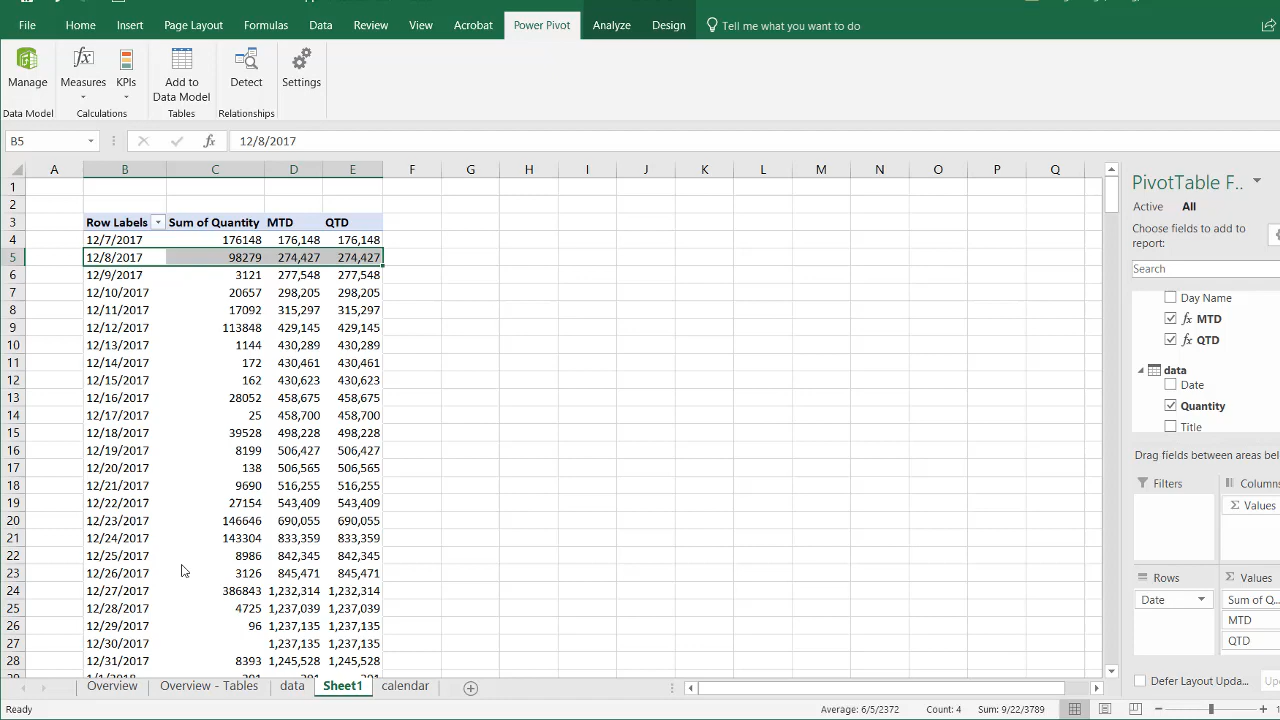 File Home Insert Page Layout Formulas Data Review View Acrobat Power Pivot Analyze Design Tell me what you want to do
Manage Measures KPIs Add to Data Model Detect Settings
Data Model Calculations Tables Relationships
B5 fx 12/8/2017
A B C D E F G H I J K L M N O P Q
1
2
3 Row Labels Sum of Quantity MTD QTD
4 12/7/2017 176148 176,148 176,148
5 12/8/2017 98279 274,427 274,427
6 12/9/2017 3121 277,548 277,548
7 12/10/2017 20657 298,205 298,205
8 12/11/2017 17092 315,297 315,297
9 12/12/2017 113848 429,145 429,145
10 12/13/2017 1144 430,289 430,289
11 12/14/2017 172 430,461 430,461
12 12/15/2017 162 430,623 430,623
13 12/16/2017 28052 458,675 458,675
14 12/17/2017 25 458,700 458,700
15 12/18/2017 39528 498,228 498,228
16 12/19/2017 8199 506,427 506,427
17 12/20/2017 138 506,565 506,565
18 12/21/2017 9690 516,255 516,255
19 12/22/2017 27154 543,409 543,409
20 12/23/2017 146646 690,055 690,055
21 12/24/2017 143304 833,359 833,359
22 12/25/2017 8986 842,345 842,345
23 12/26/2017 3126 845,471 845,471
24 12/27/2017 386843 1,232,314 1,232,314
25 12/28/2017 4725 1,237,039 1,237,039
26 12/29/2017 96 1,237,135 1,237,135
27 12/30/2017 1,237,135 1,237,135
28 12/31/2017 8393 1,245,528 1,245,528
PivotTable F..
Active All
Choose fields to add to
report:
Search
Day Name
fx MTD
fx QTD
data
Date
Quantity
Title
Drag fields between areas bel
Filters Columns
Σ Values
Rows Σ Values
Date Sum of Q...
MTD
QTD
Defer Layout Upda...
Overview Overview - Tables data Sheet1 calendar
Ready Average: 6/5/2372 Count: 4 Sum: 9/22/3789